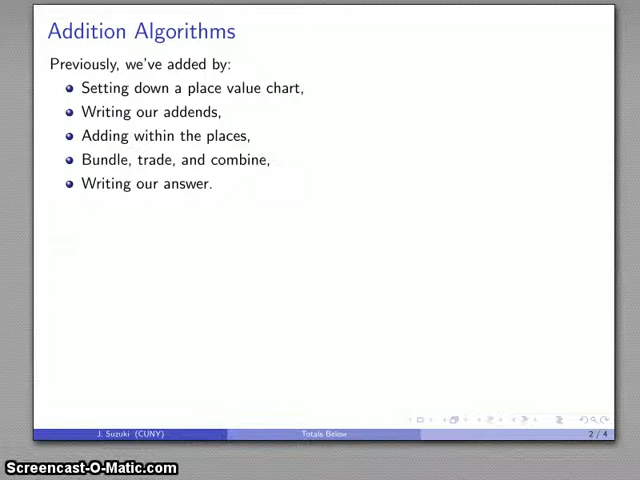 Addition Algorithms
Previously, we've added by:
Setting down a place value chart,
Writing our addends,
Adding within the places,
Bundle, trade, and combine,
Writing our answer.
J. Suzuki (CUNY)
Totals Below
2 / 4
Screencast-O-Matic.com